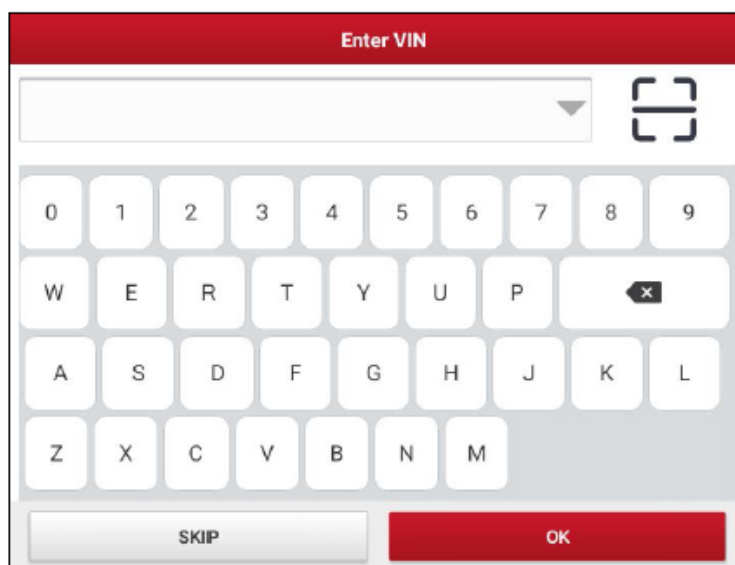 Enter VIN
0 1 2 3 4 5 6 7 8 9
W E R T Y U P
A S D F G H J K L
Z X C V B N M
SKIP OK